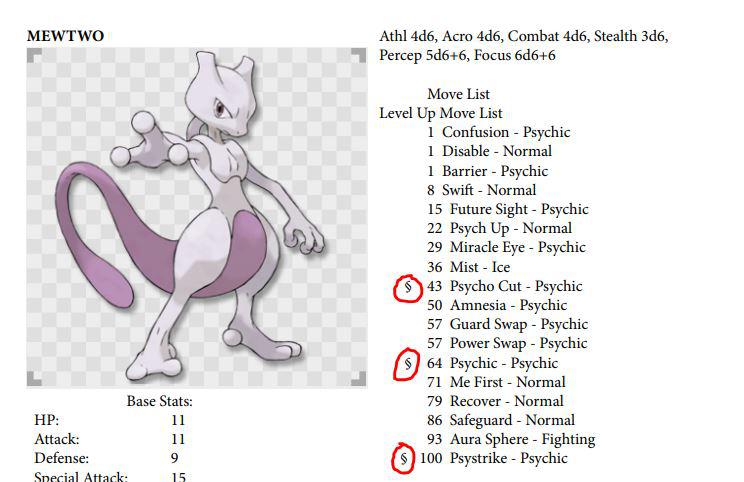 MEWTWO
Base Stats:
HP: 11
Attack: 11
Defense: 9
Special Attack: 15
Athl 4d6, Acro 4d6, Combat 4d6, Stealth 3d6,
Percep 5d6+6, Focus 6d6+6
Move List
Level Up Move List
1 Confusion - Psychic
1 Disable - Normal
1 Barrier - Psychic
8 Swift - Normal
15 Future Sight - Psychic
22 Psych Up - Normal
29 Miracle Eye - Psychic
36 Mist - Ice
§ 43 Psycho Cut - Psychic
50 Amnesia - Psychic
57 Guard Swap - Psychic
57 Power Swap - Psychic
§ 64 Psychic - Psychic
71 Me First - Normal
79 Recover - Normal
86 Safeguard - Normal
93 Aura Sphere - Fighting
§ 100 Psystrike - Psychic